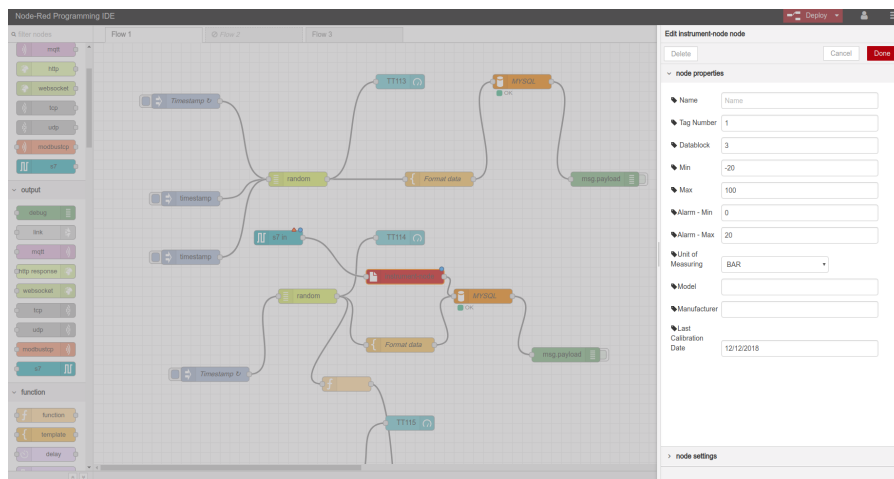 Node-Red Programming IDE
Deploy
filter nodes
Flow 1
Flow 2
Flow 3
mqtt
http
websocket
tcp
udp
modbustcp
s7
output
debug
link
mqtt
http response
websocket
tcp
udp
modbustcp
s7
function
function
template
delay
Timestamp ↻
timestamp
timestamp
random
TT113
MYSQL
OK
Format data
msg.payload
s7 in
TT114
random
MYSQL
OK
Format data
msg.payload
Timestamp ↻
TT115
Edit instrument-node node
Delete
Cancel
Done
node properties
Name
Name
Tag Number
1
Datablock
3
Min
-20
Max
100
Alarm - Min
0
Alarm - Max
20
Unit of
Measuring
BAR
Model
Manufacturer
Last
Calibration
Date
12/12/2018
node settings